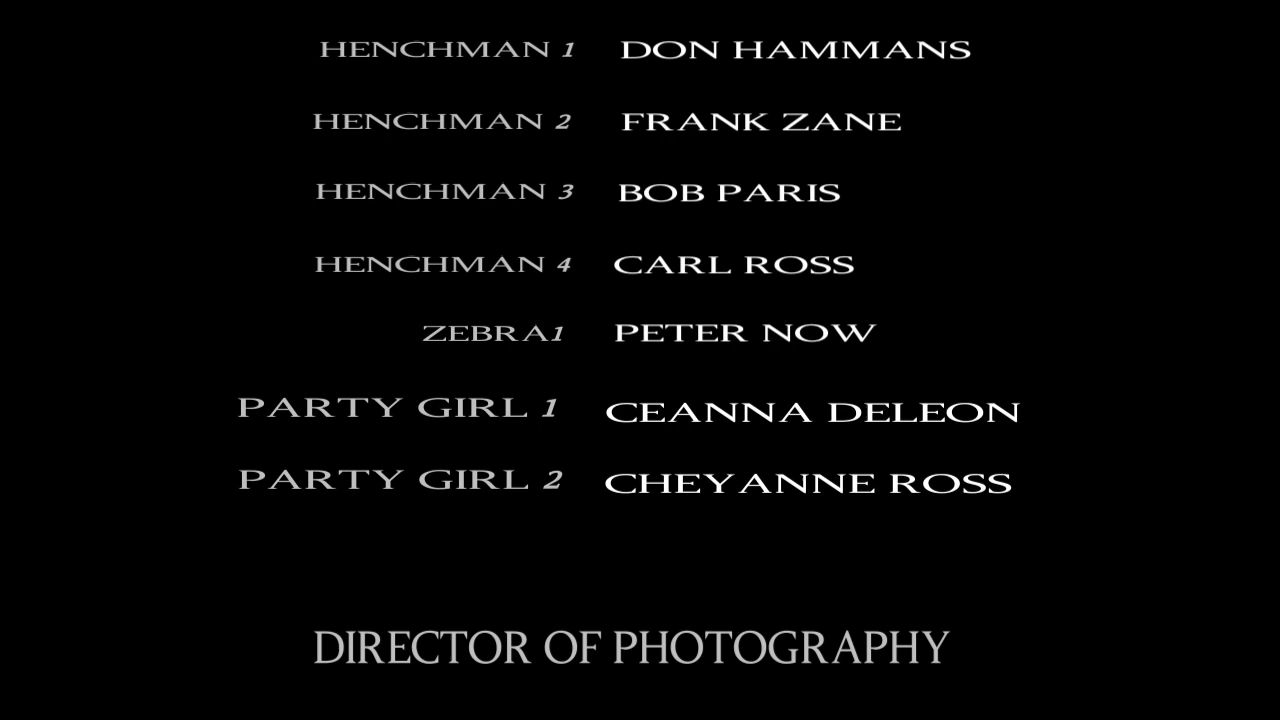 HENCHMAN 1 DON HAMMANS
HENCHMAN 2 FRANK ZANE
HENCHMAN 3 BOB PARIS
HENCHMAN 4 CARL ROSS
ZEBRA1 PETER NOW
PARTY GIRL 1 CEANNA DELEON
PARTY GIRL 2 CHEYANNE ROSS
DIRECTOR OF PHOTOGRAPHY